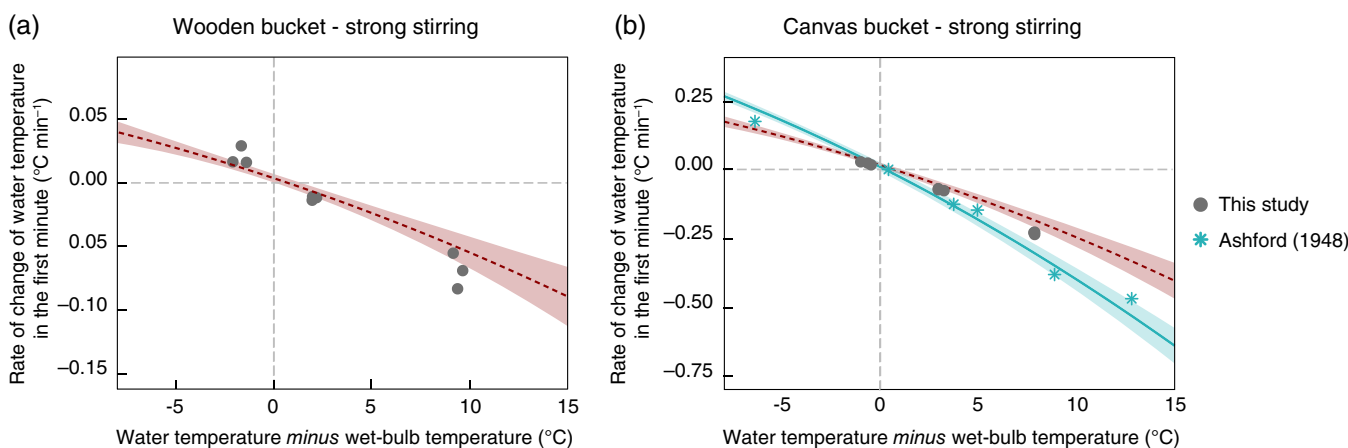 (a) Wooden bucket - strong stirring
Rate of change of water temperature
in the first minute (°C min⁻¹)
0.05
0.00
0.05
−0.10
−0.15
-5 0 5 10 15
Water temperature minus wet-bulb temperature (°C)
(b) Canvas bucket - strong stirring
Rate of change of water temperature
in the first minute (°C min⁻¹)
0.25
0.00
−0.25
−0.50
−0.75
-5 0 5 10 15
Water temperature minus wet-bulb temperature (°C)
This study
Ashford (1948)